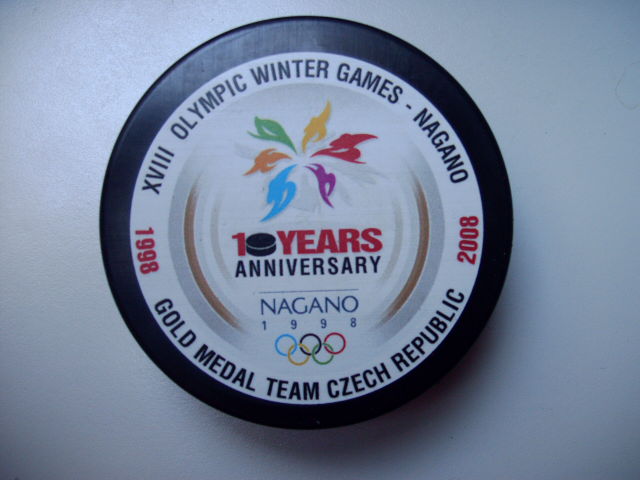 XVIII OLYMPIC WINTER GAMES - NAGANO
1998
2008
10 YEARS
ANNIVERSARY
NAGANO
1998
GOLD MEDAL TEAM CZECH REPUBLIC